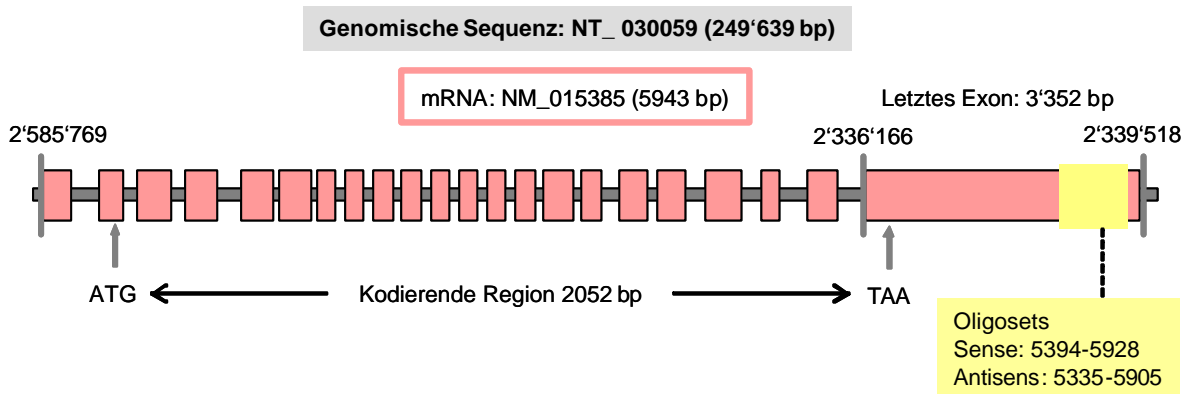 Genomische Sequenz: NT_ 030059 (249‘639 bp)
mRNA: NM_015385 (5943 bp)
Letztes Exon: 3‘352 bp
2‘585‘769
2‘336‘166
2‘339‘518
ATG
Kodierende Region 2052 bp
TAA
Oligosets
Sense: 5394-5928
Antisens: 5335-5905